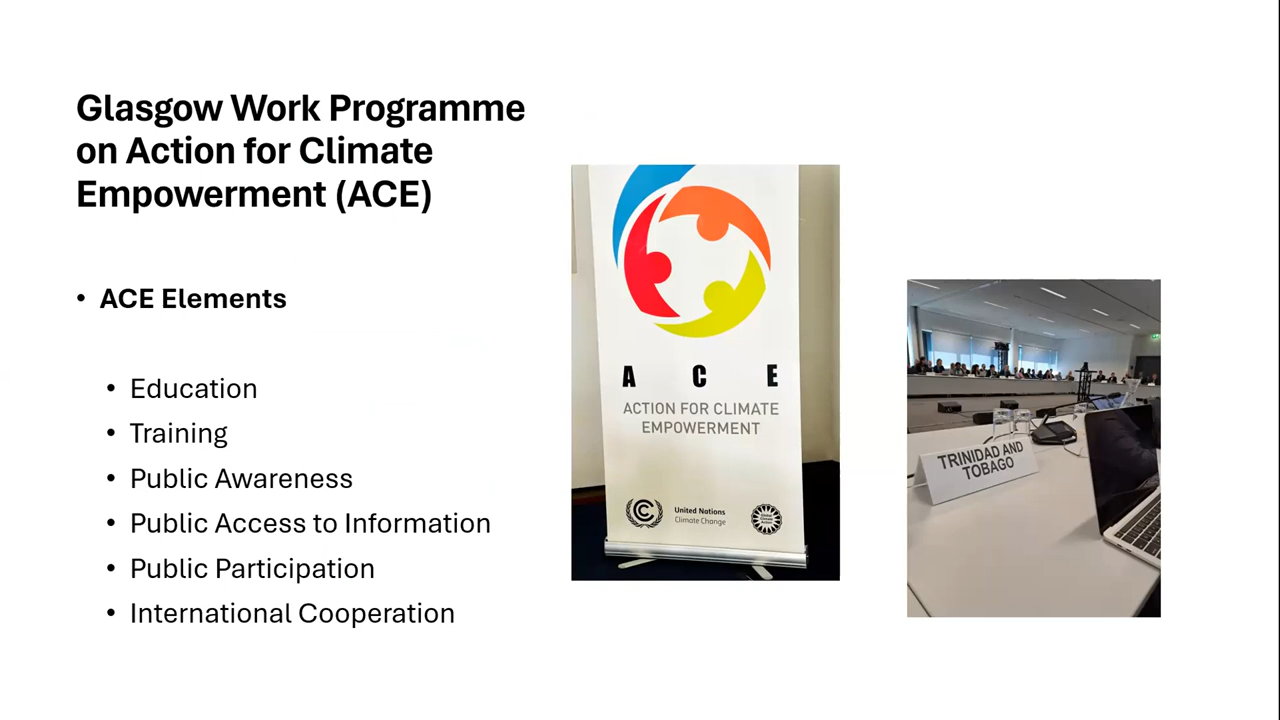 Glasgow Work Programme
on Action for Climate
Empowerment (ACE)
• ACE Elements
• Education
• Training
• Public Awareness
• Public Access to Information
• Public Participation
• International Cooperation
A C E
ACTION FOR CLIMATE
EMPOWERMENT
United Nations
Climate Change
TRINIDAD AND
TOBAGO